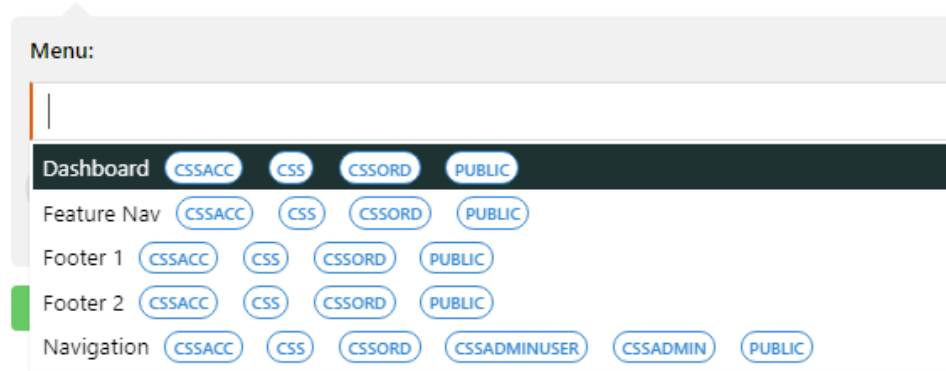 Menu:
Dashboard CSSACC CSS CSSORD PUBLIC
Feature Nav CSSACC CSS CSSORD PUBLIC
Footer 1 CSSACC CSS CSSORD PUBLIC
Footer 2 CSSACC CSS CSSORD PUBLIC
Navigation CSSACC CSS CSSORD CSSADMINUSER CSSADMIN PUBLIC